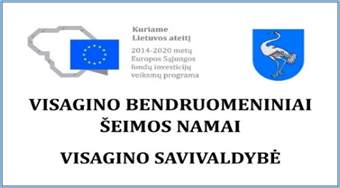 Kuriame
Lietuvos ateitį
2014-2020 metų
Europos Sąjungos
fondų investicijų
veiksmų programa
VISAGINO BENDRUOMENINIAI
ŠEIMOS NAMAI
VISAGINO SAVIVALDYBĖ